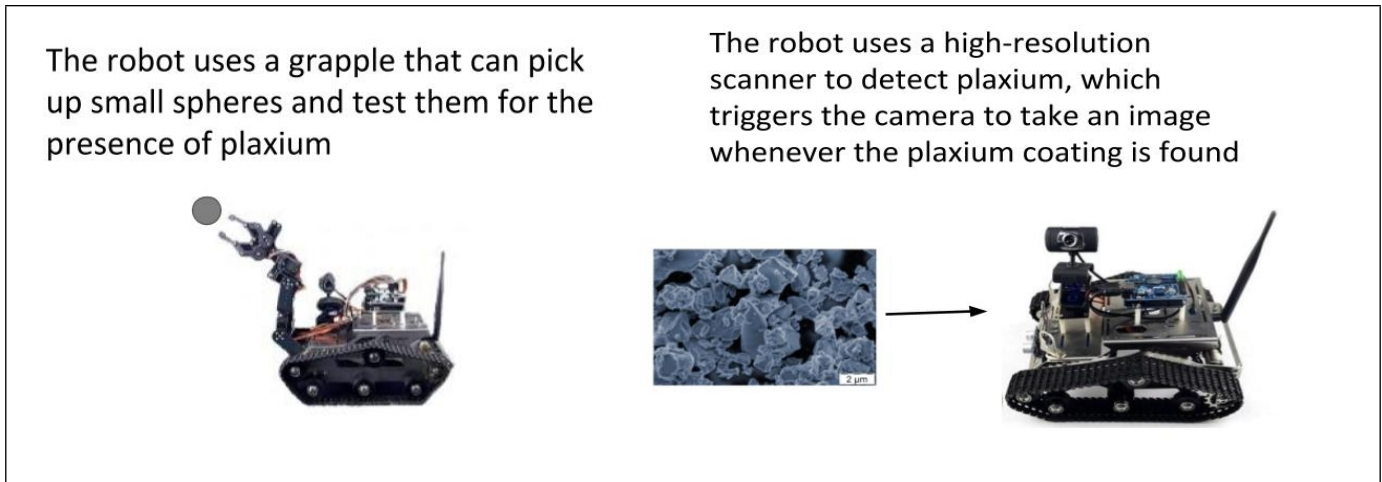 The robot uses a grapple that can pick
up small spheres and test them for the
presence of plaxium
The robot uses a high-resolution
scanner to detect plaxium, which
triggers the camera to take an image
whenever the plaxium coating is found
2 µm